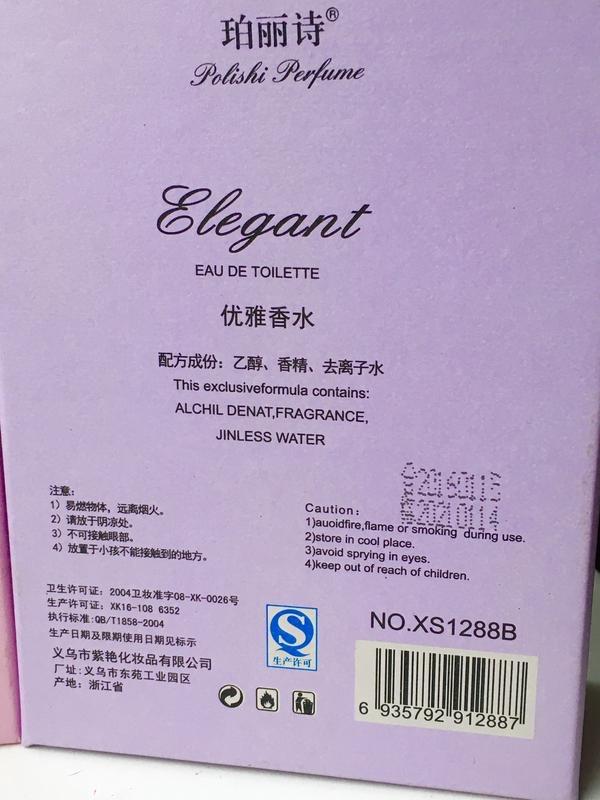 珀丽诗®
Polishi Perfume
Elegant
EAU DE TOILETTE
优雅香水
配方成份：乙醇、香精、去离子水
This exclusiveformula contains:
ALCHIL DENAT,FRAGRANCE,
JINLESS WATER
注意：
1）易燃物体，远离烟火。
2）请放于阴凉处。
3）不可接触眼部。
4）放置于小孩不能接触到的地方。
20160115
20210114
Caution:
1)auoidfire,flame or smoking during use.
2)store in cool place.
3)avoid sprying in eyes.
4)keep out of reach of children.
卫生许可证：2004卫妆准字08-XK-0026号
生产许可证：XK16-108 6352
执行标准:QB/T1858-2004
生产日期及限期使用日期见标示
义乌市紫艳化妆品有限公司
厂址:义乌市东苑工业园区
产地：浙江省
生产许可
NO.XS1288B
6 935792 912887